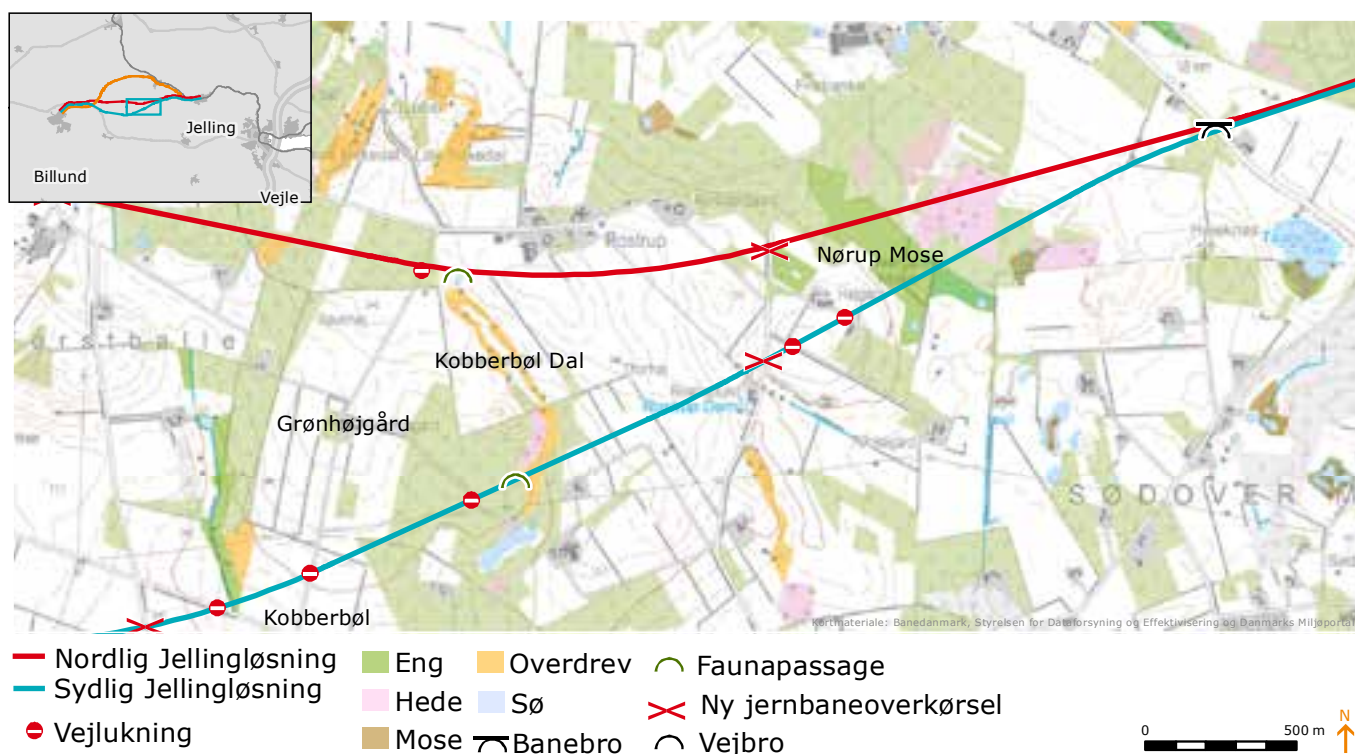 Jelling
Billund
Vejle
Nørup Mose
Kobberbøl Dal
Grønhøjgård
SØDOVER
Kobberbøl
Kortmateriale: Banedanmark, Styrelsen for Dataforsyning og Effektivisering og Danmarks Miljøportal
Nordlig Jellingløsning
Sydlig Jellingløsning
Vejlukning
Eng
Hede
Mose
Overdrev
Sø
Banebro
Faunapassage
Ny jernbaneoverkørsel
Vejbro
0 500 m
N